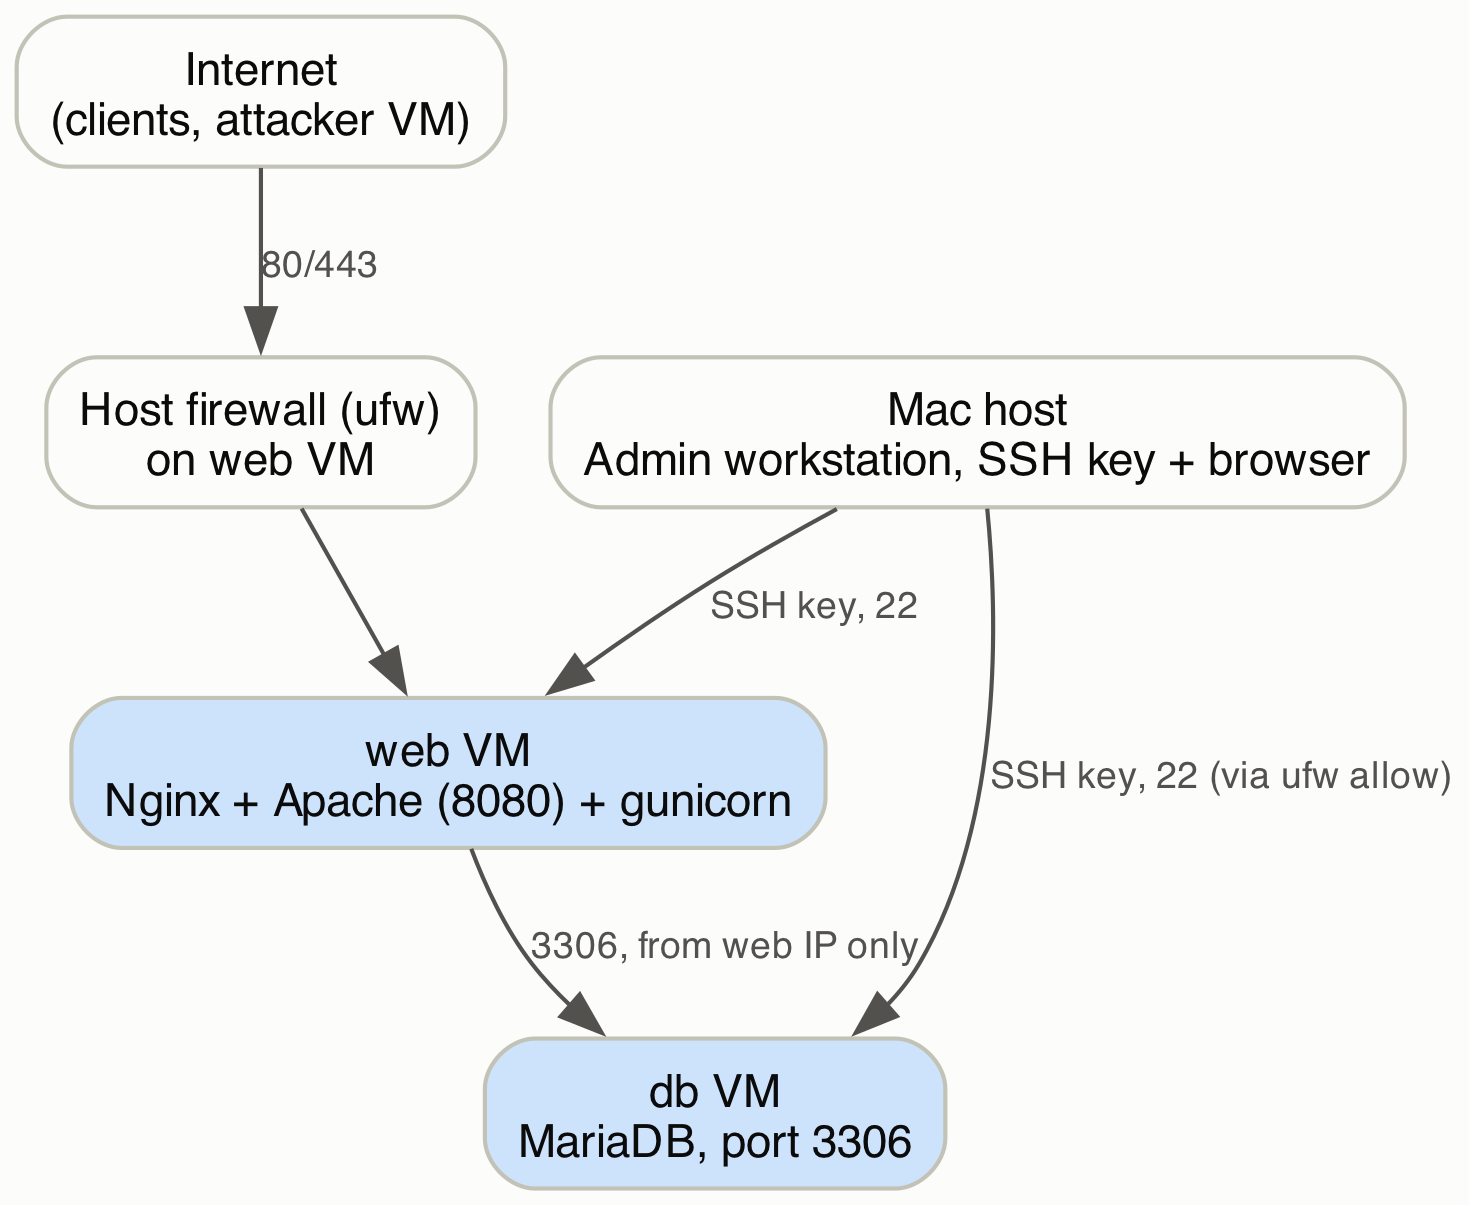 Internet
(clients, attacker VM)
80/443
Host firewall (ufw)
on web VM
Mac host
Admin workstation, SSH key + browser
SSH key, 22
web VM
Nginx + Apache (8080) + gunicorn
SSH key, 22 (via ufw allow)
3306, from web IP only
db VM
MariaDB, port 3306